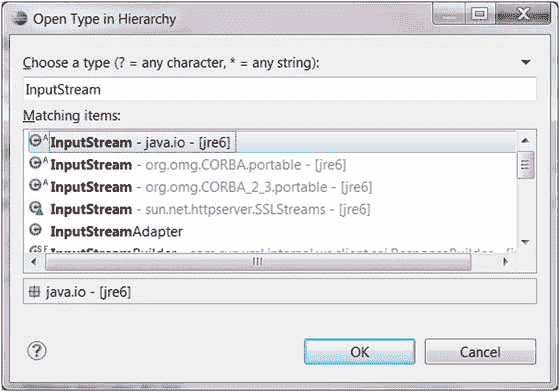 Open Type in Hierarchy
Choose a type (? = any character, * = any string):
InputStream
Matching items:
InputStream - java.io - [jre6]
InputStream - org.omg.CORBA.portable - [jre6]
InputStream - org.omg.CORBA_2_3.portable - [jre6]
InputStream - sun.net.httpserver.SSLStreams - [jre6]
InputStreamAdapter
java.io - [jre6]
OK
Cancel